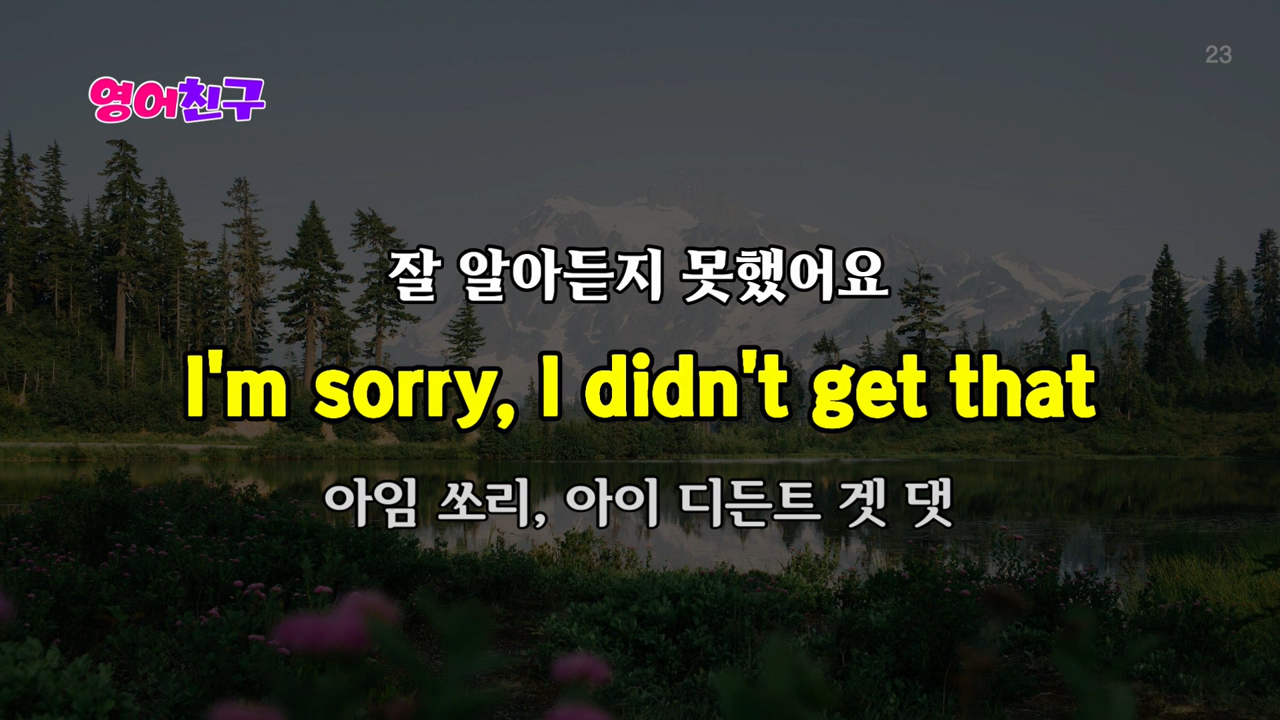 23
영어친구
잘 알아듣지 못했어요
I'm sorry, I didn't get that
아임 쏘리, 아이 디든트 겟 댓